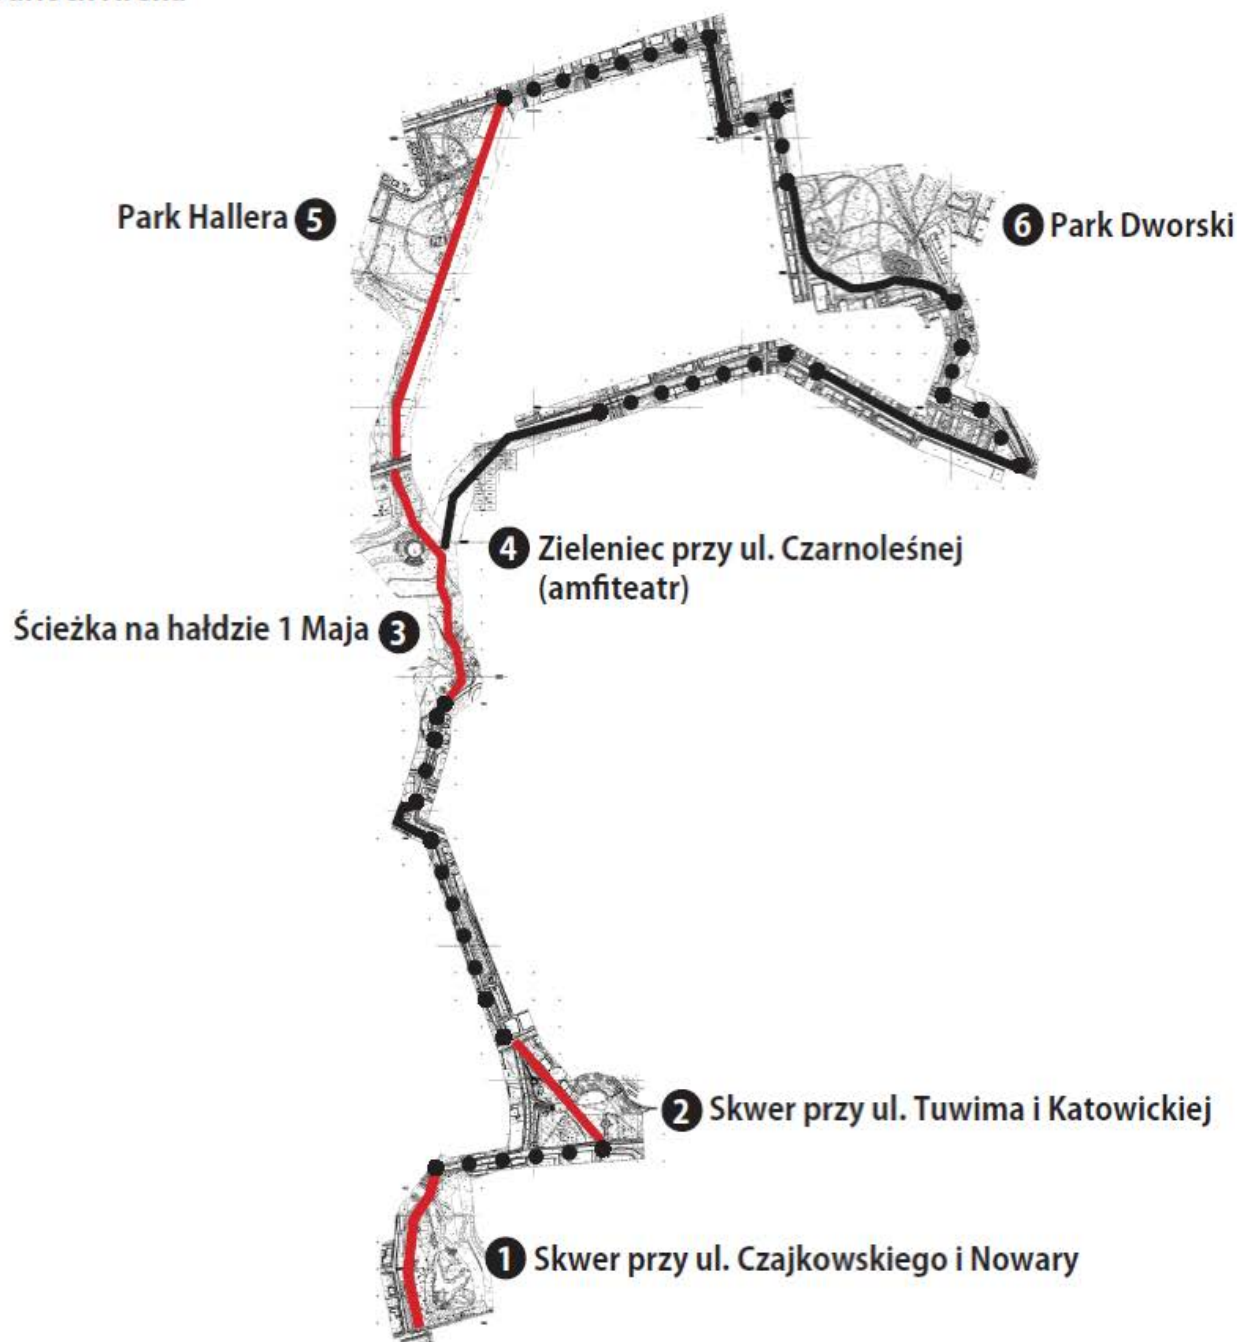 Park Hallera 5
6 Park Dworski
4 Zieleniec przy ul. Czarnoleśnej
(amfiteatr)
Ścieżka na hałdzie 1 Maja 3
2 Skwer przy ul. Tuwima i Katowickiej
1 Skwer przy ul. Czajkowskiego i Nowary